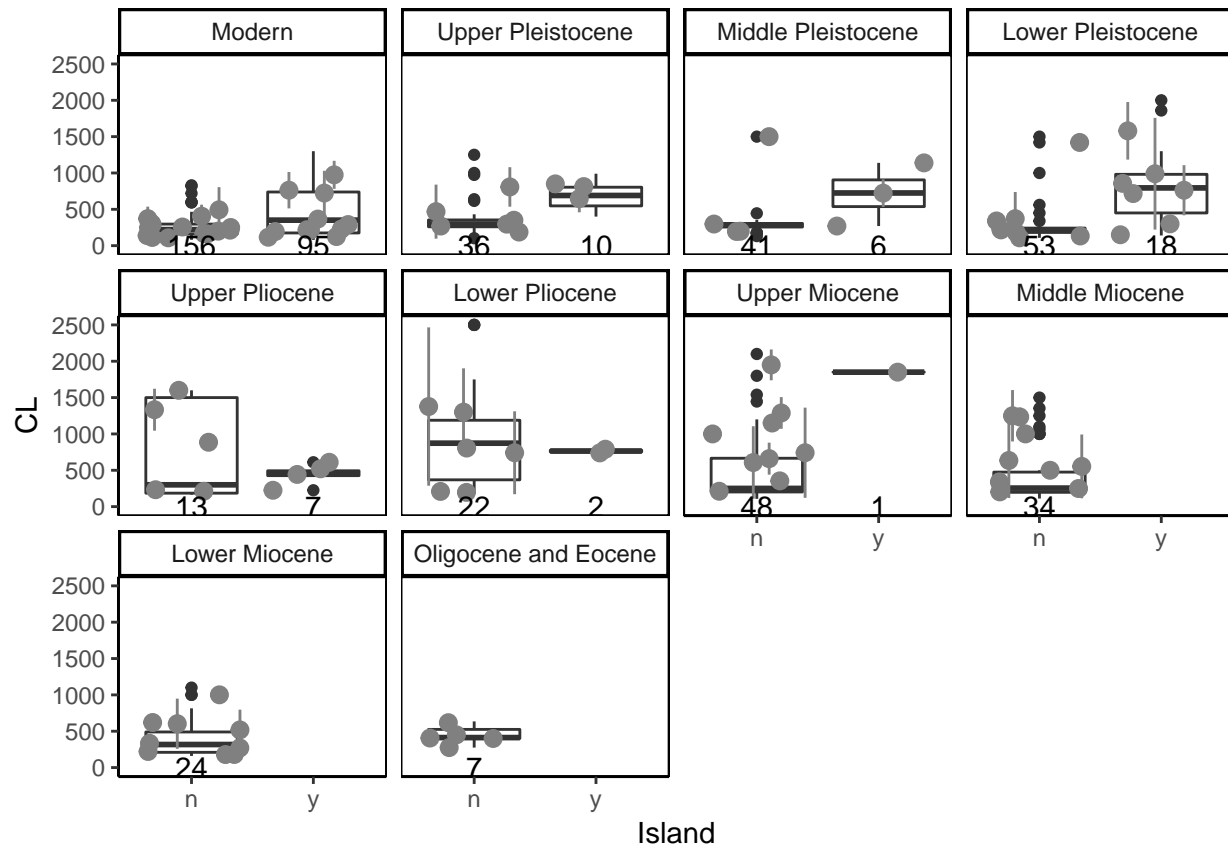 Modern Upper Pleistocene Middle Pleistocene Lower Pleistocene
2500
2000
1500
1000
500
0
156 95 36 10 41 6 53 18
Upper Pliocene Lower Pliocene Upper Miocene Middle Miocene
2500
2000
1500
1000
500
0
13 7 22 2 48 1 34
n y n y
Lower Miocene Oligocene and Eocene
2500
2000
1500
1000
500
0
24 7
n y n y
CL
Island